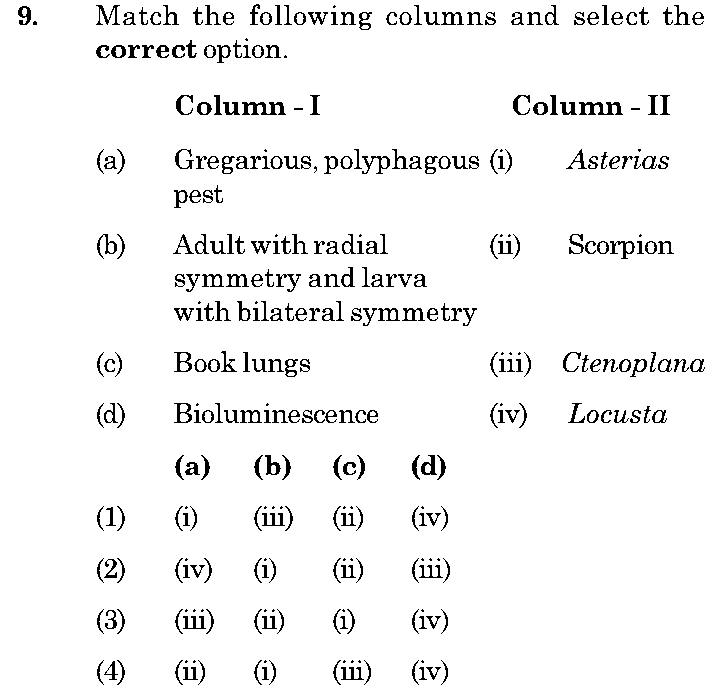 9. Match the following columns and select the
correct option.
Column - I Column - II
(a) Gregarious, polyphagous (i) Asterias
pest
(b) Adult with radial (ii) Scorpion
symmetry and larva
with bilateral symmetry
(c) Book lungs (iii) Ctenoplana
(d) Bioluminescence (iv) Locusta
(a) (b) (c) (d)
(1) (i) (iii) (ii) (iv)
(2) (iv) (i) (ii) (iii)
(3) (iii) (ii) (i) (iv)
(4) (ii) (i) (iii) (iv)